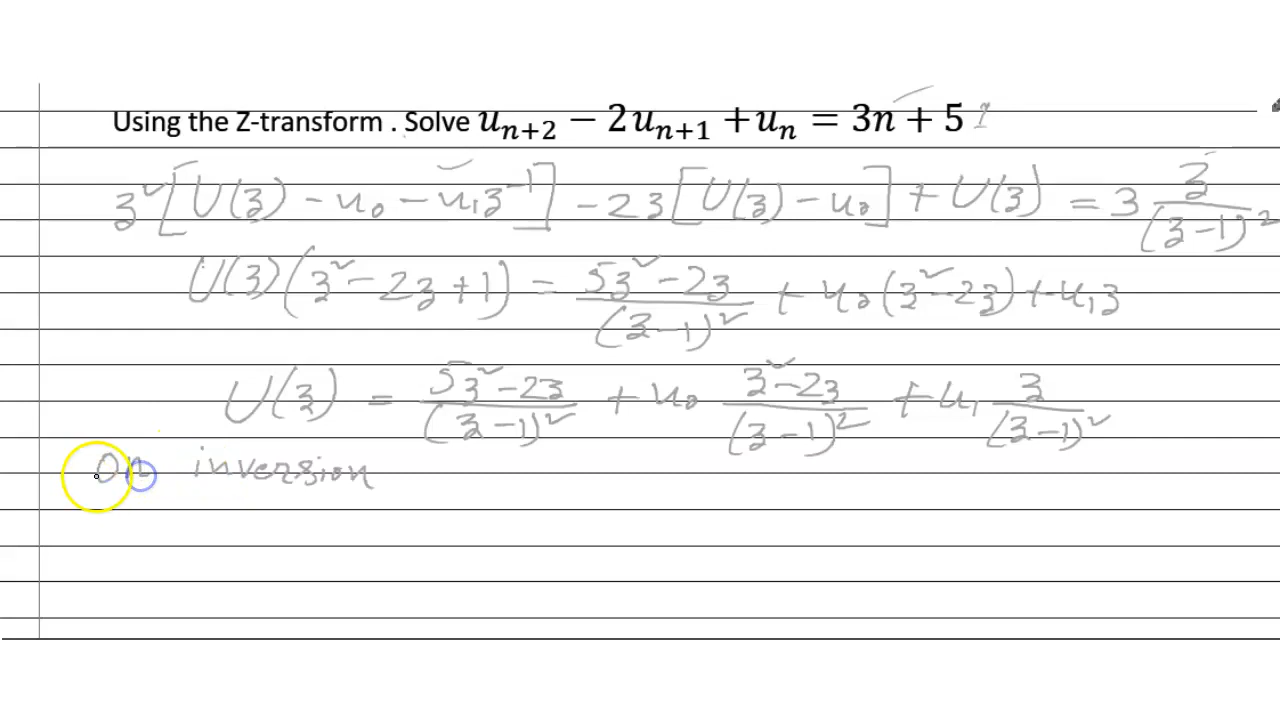 Using the Z-transform . Solve uₙ₊₂ − 2uₙ₊₁ +uₙ = 3n + 5 1
z²[U(z) - u₀ - u₁z⁻¹] - 2z[U(z) - u₀] + U(z) = 3 z/(z-1)²
U(z)(z² - 2z + 1) = (5z² - 2z)/(z-1)² + u₀(z² - 2z) + u₁z
U(z) = (5z² - 2z)/(z-1)² + u₀ (z² - 2z)/(z-1)² + u₁ z/(z-1)²
On inversion